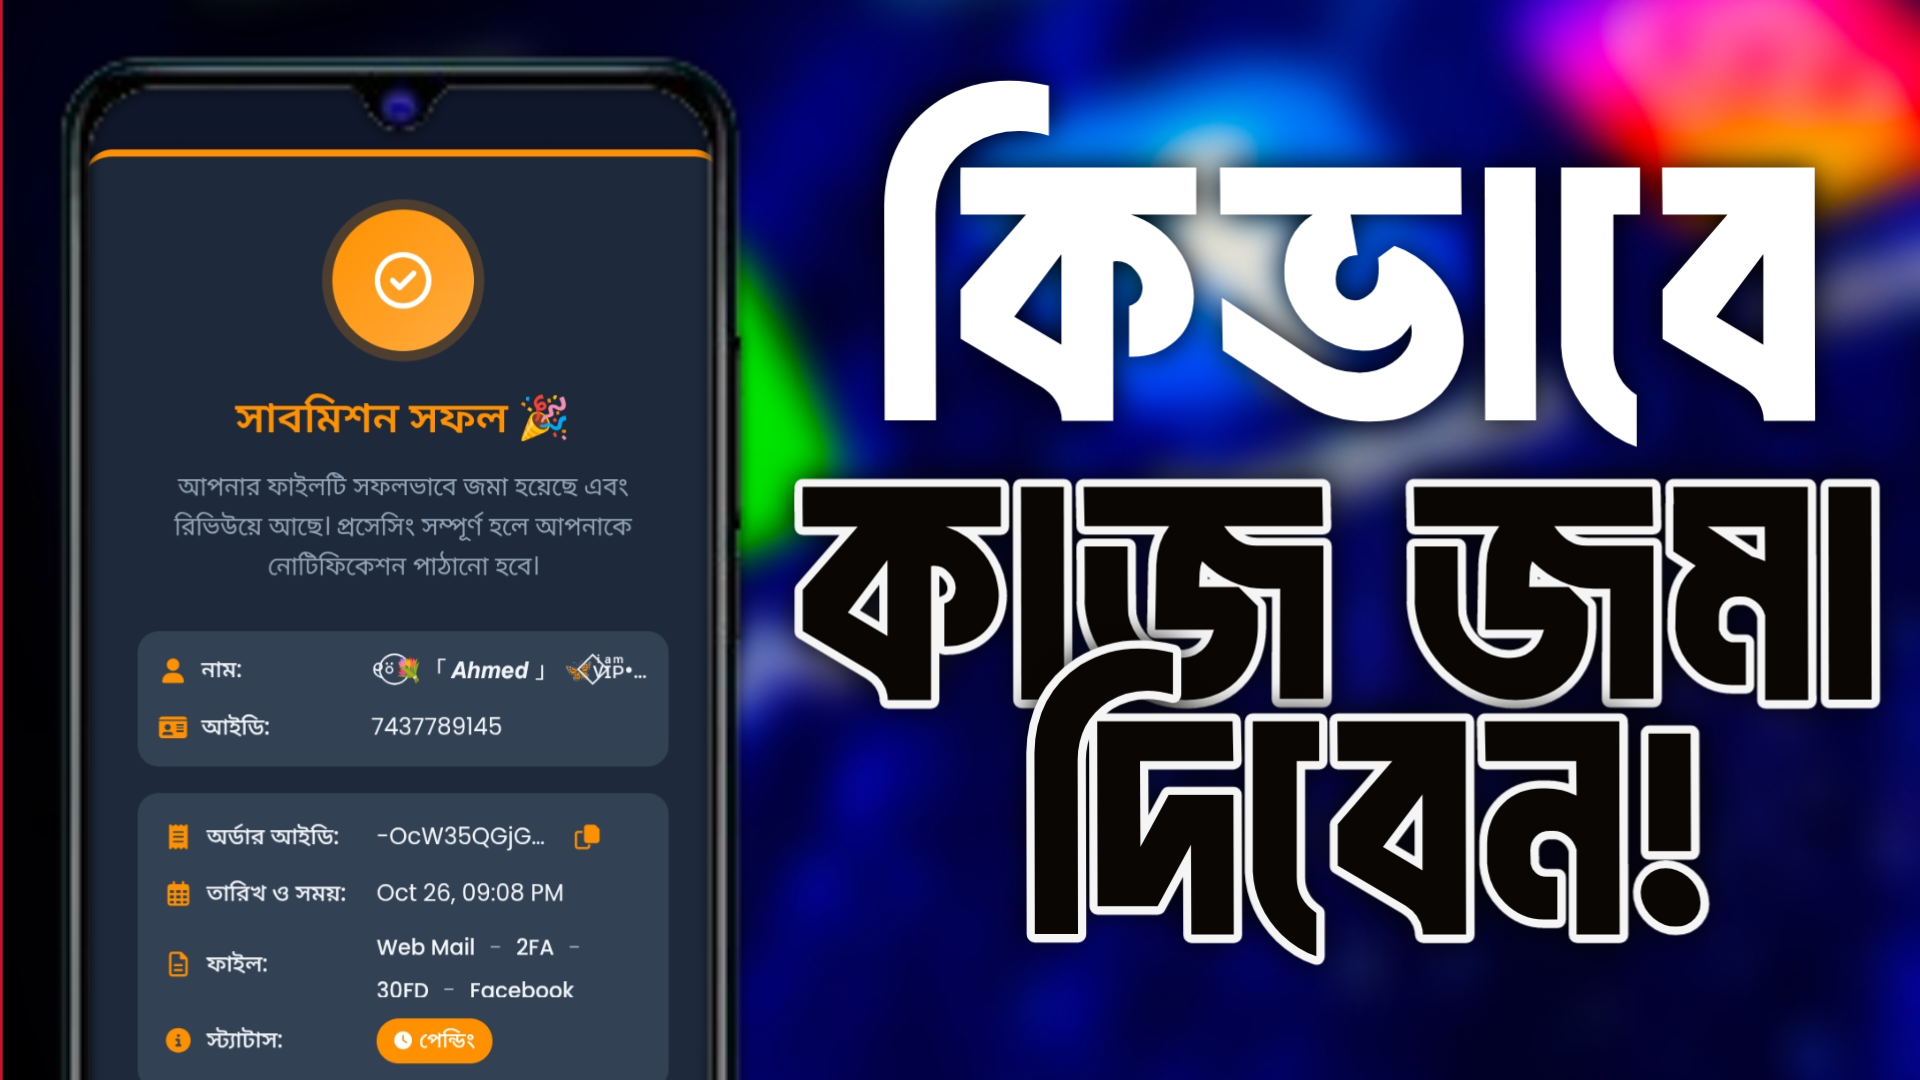 সাবমিশন সফল 🎉
আপনার ফাইলটি সফলভাবে জমা হয়েছে এবং
রিভিউয়ে আছে। প্রসেসিং সম্পূর্ণ হলে আপনাকে
নোটিফিকেশন পাঠানো হবে।
নাম: 「 Ahmed 」
আইডি: 7437789145
অর্ডার আইডি: -OcW35QGjG...
তারিখ ও সময়: Oct 26, 09:08 PM
ফাইল: Web Mail - 2FA -
30FD - Facebook
স্ট্যাটাস: পেন্ডিং
কিভাবে
কাজ জমা
দিবেন!